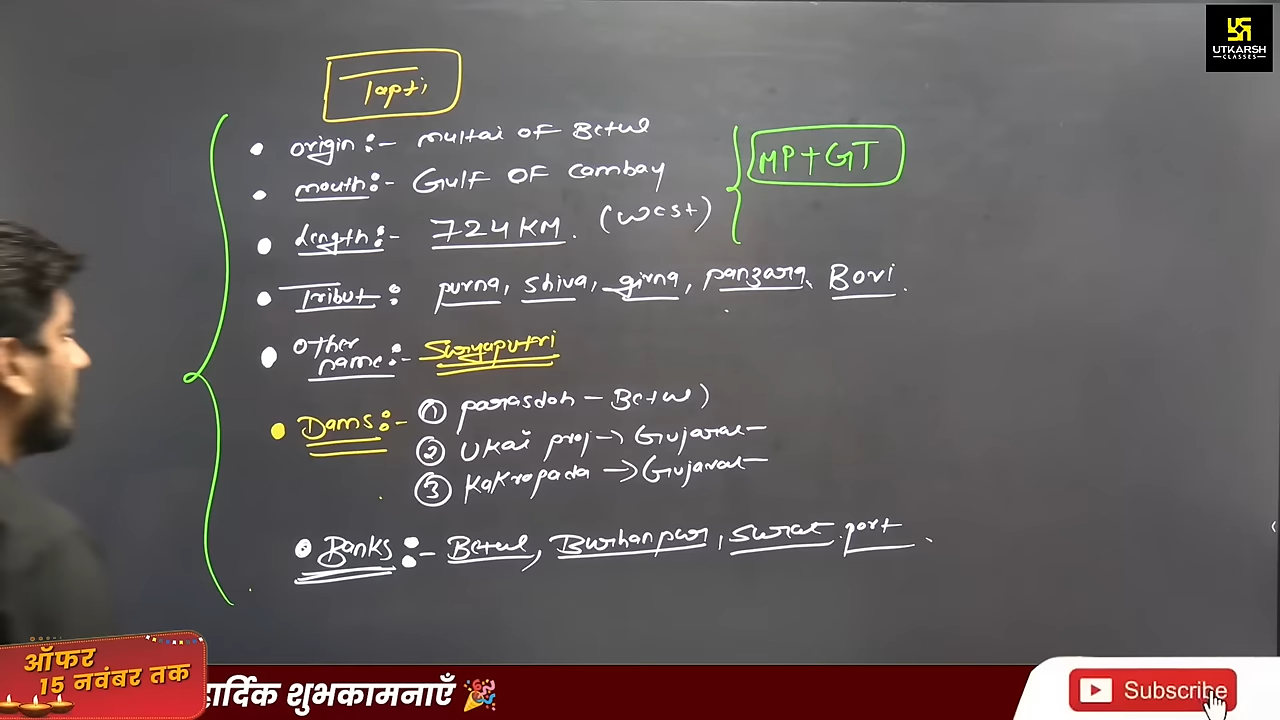 UTKARSH
CLASSES
Tapti
• Origin :- multai OF Betul
• mouth :- Gulf OF Cambay
• Length :- 724 KM. (West)
MP+GT
• Tribut : purna, Shiva, girna, panzara, Bori.
• Other name :- Suryaputri
• Dams :- ① parasdoh - Betul)
② Ukai proj → Gujarat
③ Kakropada → Gujarat
• Banks :- Betul, Burhanpur, Surat port.
ऑफर
15 नवंबर तक
हार्दिक शुभकामनाएँ 🎉
Subscribe